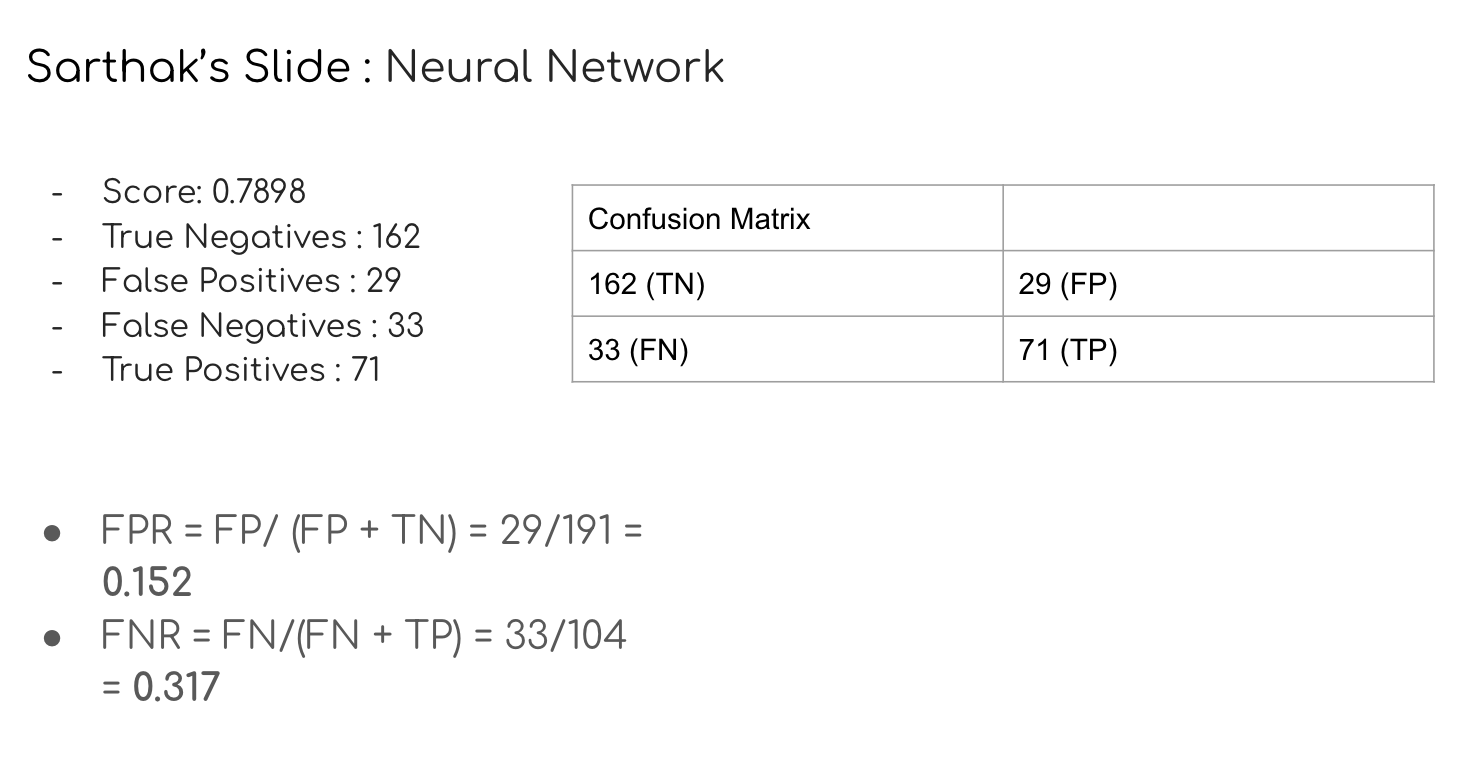 Sarthak's Slide : Neural Network
- Score: 0.7898
- True Negatives : 162
- False Positives : 29
- False Negatives : 33
- True Positives : 71
Confusion Matrix
162 (TN) 29 (FP)
33 (FN) 71 (TP)
● FPR = FP/ (FP + TN) = 29/191 =
0.152
● FNR = FN/(FN + TP) = 33/104
= 0.317